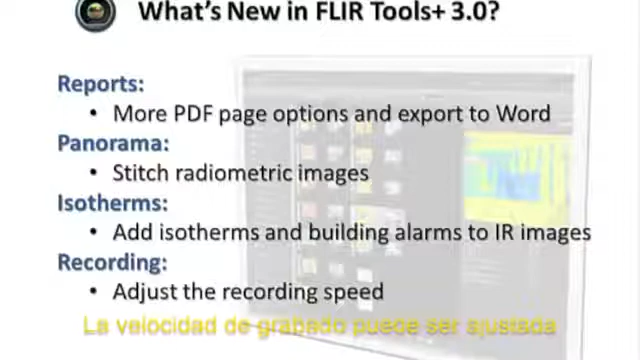 What's New in FLIR Tools+ 3.0?
Reports:
• More PDF page options and export to Word
Panorama:
• Stitch radiometric images
Isotherms:
• Add isotherms and building alarms to IR images
Recording:
• Adjust the recording speed
La velocidad de grabado puede ser ajustada